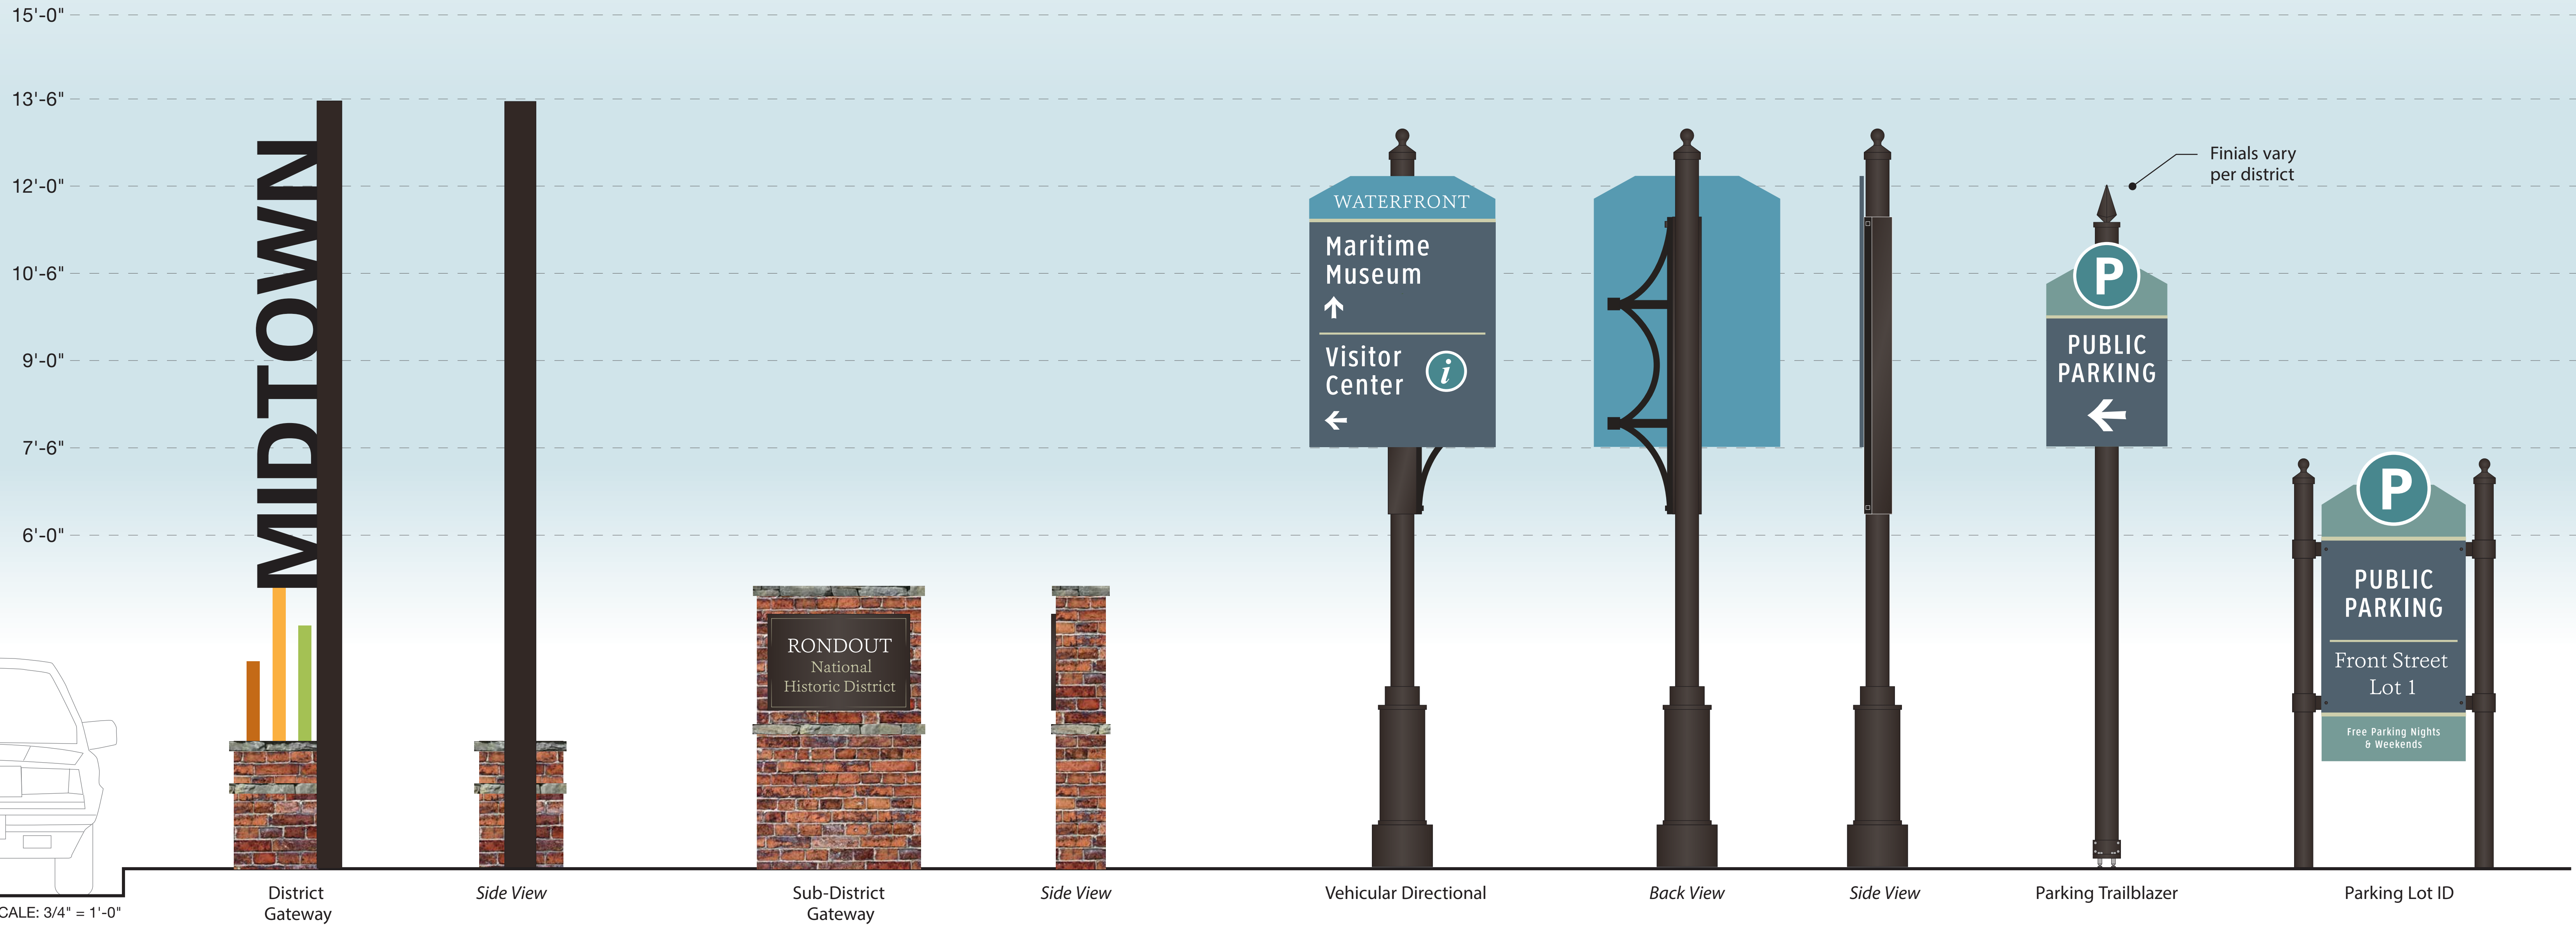 15'-0"
13'-6"
12'-0"
10'-6"
9'-0"
7'-6"
6'-0"
MIDTOWN
RONDOUT
National
Historic District
WATERFRONT
Maritime
Museum
Visitor
Center
i
P
PUBLIC
PARKING
Finials vary
per district
P
PUBLIC
PARKING
Front Street
Lot 1
Free Parking Nights
& Weekends
District
Gateway
Side View
Sub-District
Gateway
Side View
Vehicular Directional
Back View
Side View
Parking Trailblazer
Parking Lot ID
CALE: 3/4" = 1'-0"